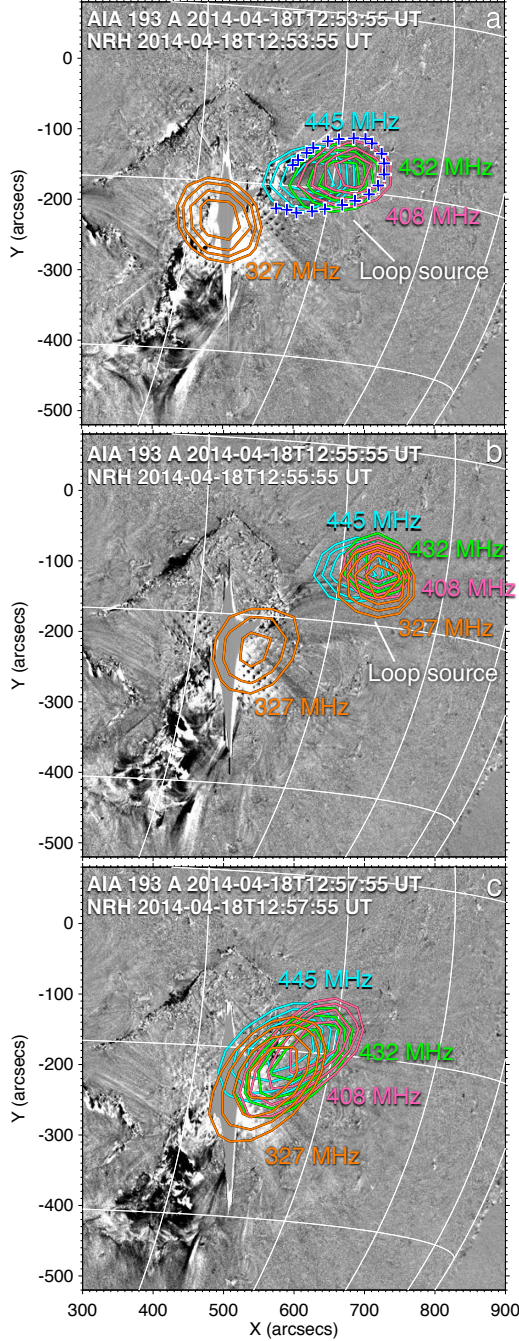 AIA 193 A 2014-04-18T12:53:55 UT
a
NRH 2014-04-18T12:53:55 UT
0
445 MHz
-100
432 MHz
-200
408 MHz
327 MHz
Loop source
-300
-400
-500
Y (arcsecs)
AIA 193 A 2014-04-18T12:55:55 UT
b
NRH 2014-04-18T12:55:55 UT
0
445 MHz
432 MHz
-100
408 MHz
327 MHz
-200
Loop source
327 MHz
-300
-400
-500
Y (arcsecs)
AIA 193 A 2014-04-18T12:57:55 UT
c
NRH 2014-04-18T12:57:55 UT
0
445 MHz
-100
432 MHz
-200
408 MHz
327 MHz
-300
-400
-500
Y (arcsecs)
300 400 500 600 700 800 900
X (arcsecs)